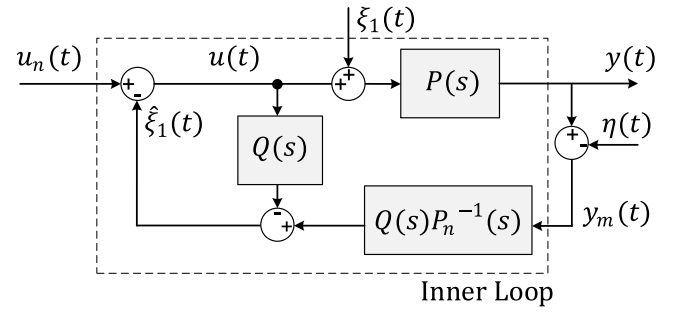 ξ₁(t)
uₙ(t)
u(t)
y(t)
+
-
+
+
P(s)
ξ̂₁(t)
Q(s)
+
-
η(t)
-
+
Q(s)Pₙ⁻¹(s)
yₘ(t)
Inner Loop